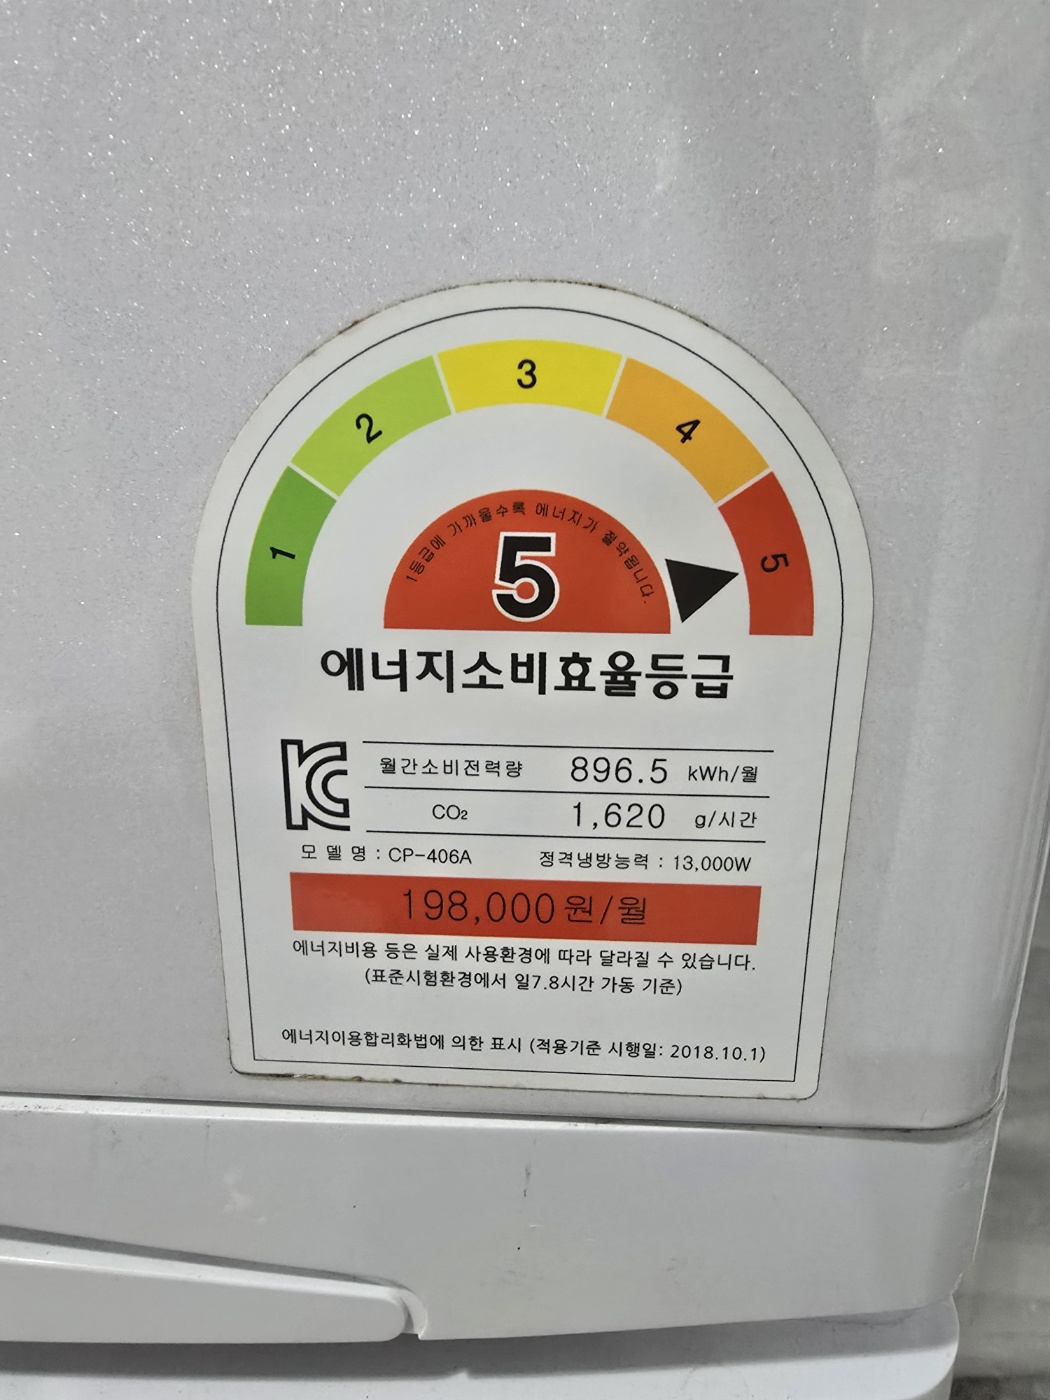 3
2
4
1
5
1등급에 가까울수록 에너지가 절약됩니다.
5
에너지소비효율등급
월간소비전력량 896.5 kWh/월
CO₂ 1,620 g/시간
모 델 명 : CP-406A 정격냉방능력 : 13,000W
198,000원/월
에너지비용 등은 실제 사용환경에 따라 달라질 수 있습니다.
(표준시험환경에서 일7.8시간 가동 기준)
에너지이용합리화법에 의한 표시 (적용기준 시행일: 2018.10.1)